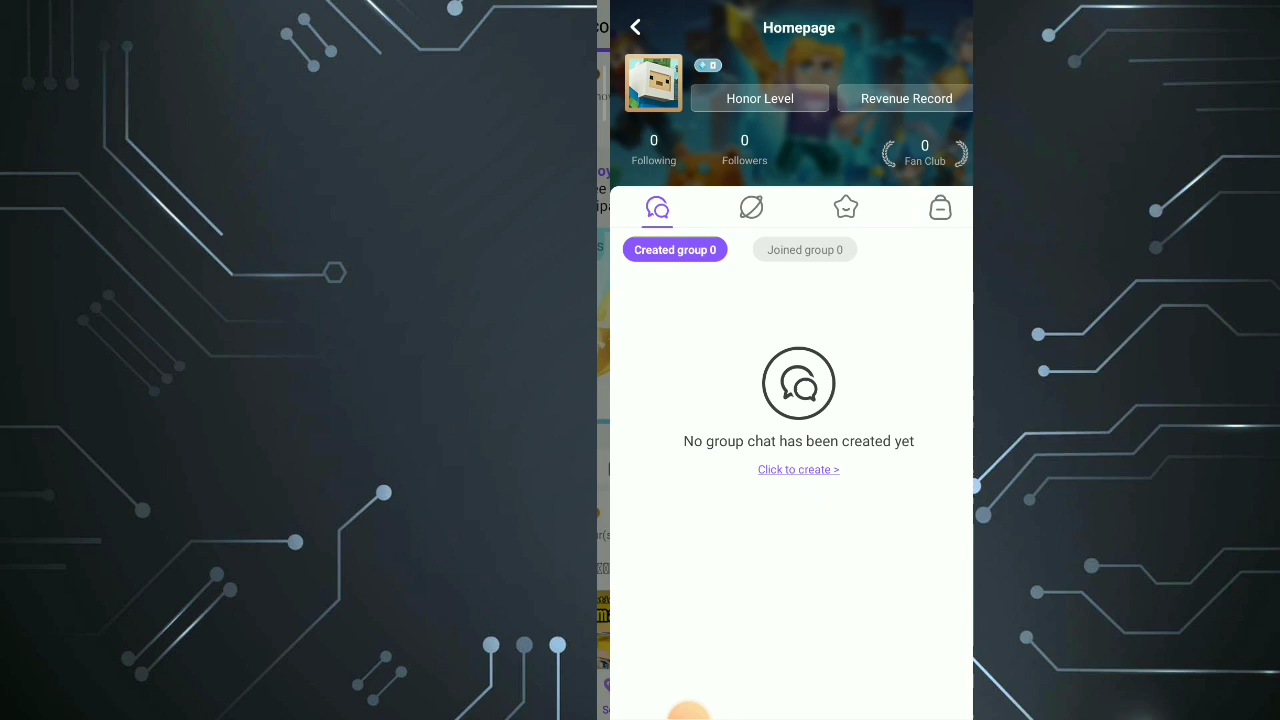 Homepage
0
Honor Level
Revenue Record
0
Following
0
Followers
0
Fan Club
Created group 0
Joined group 0
No group chat has been created yet
Click to create >